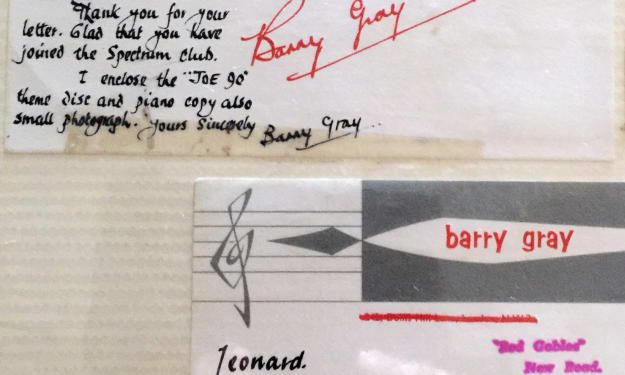 Thank you for your
letter. Glad that you have
joined the Spectrum club.
I enclose the "JOE 90"
theme disc and piano copy also
small photograph. Yours sincerely
Barry Gray
Barry Gray
barry gray
"Red Gables"
New Road.
Leonard.